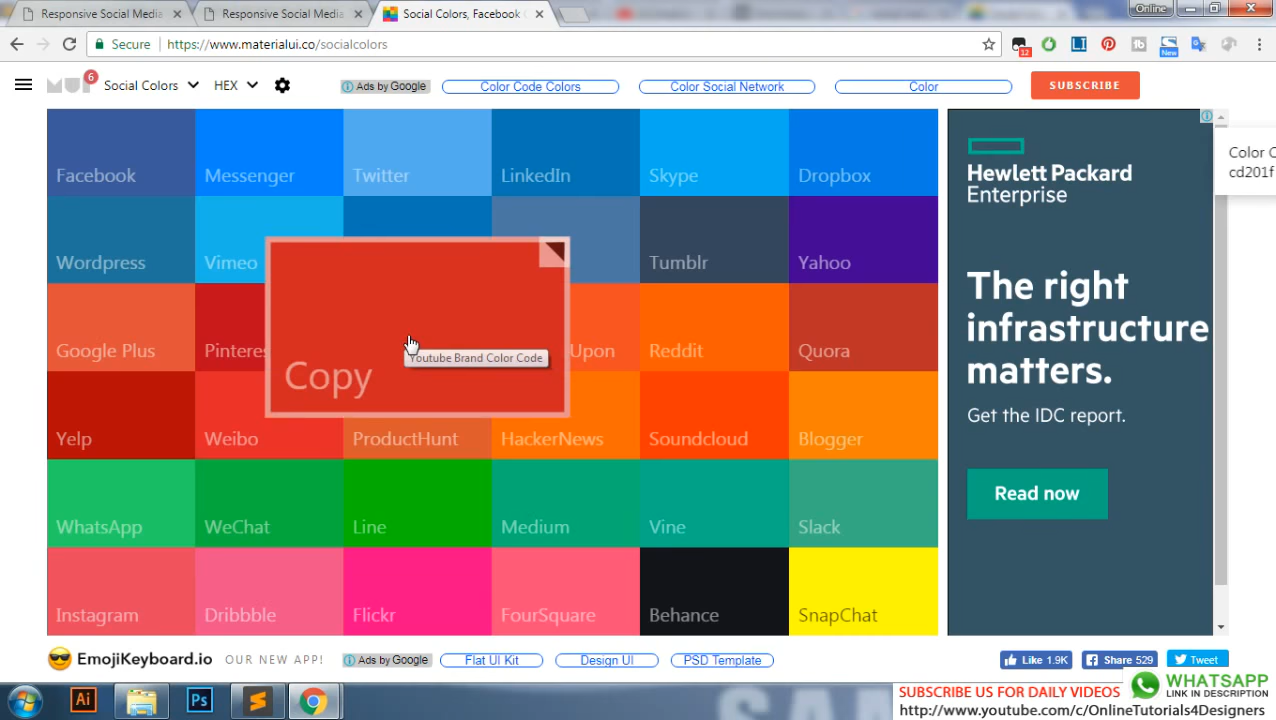 Responsive Social Media
Responsive Social Media
Social Colors, Facebook
Online
Secure
https://www.materialui.co/socialcolors
12
New
6
Social Colors
HEX
Ads by Google
Color Code Colors
Color Social Network
Color
SUBSCRIBE
Facebook
Messenger
Twitter
LinkedIn
Skype
Dropbox
Wordpress
Vimeo
Tumblr
Yahoo
Google Plus
Pinteres
Upon
Reddit
Quora
Copy
Youtube Brand Color Code
Yelp
Weibo
ProductHunt
HackerNews
Soundcloud
Blogger
WhatsApp
WeChat
Line
Medium
Vine
Slack
Instagram
Dribbble
Flickr
FourSquare
Behance
SnapChat
Hewlett Packard
Enterprise
The right
infrastructure
matters.
Get the IDC report.
Read now
Color C
cd201f
EmojiKeyboard.io
OUR NEW APP!
Ads by Google
Flat UI Kit
Design UI
PSD Template
Like 1.9K
Share 529
Tweet
Ai
Ps
SUBSCRIBE US FOR DAILY VIDEOS
http://www.youtube.com/c/OnlineTutorials4Designers
WHATSAPP
LINK IN DESCRIPTION